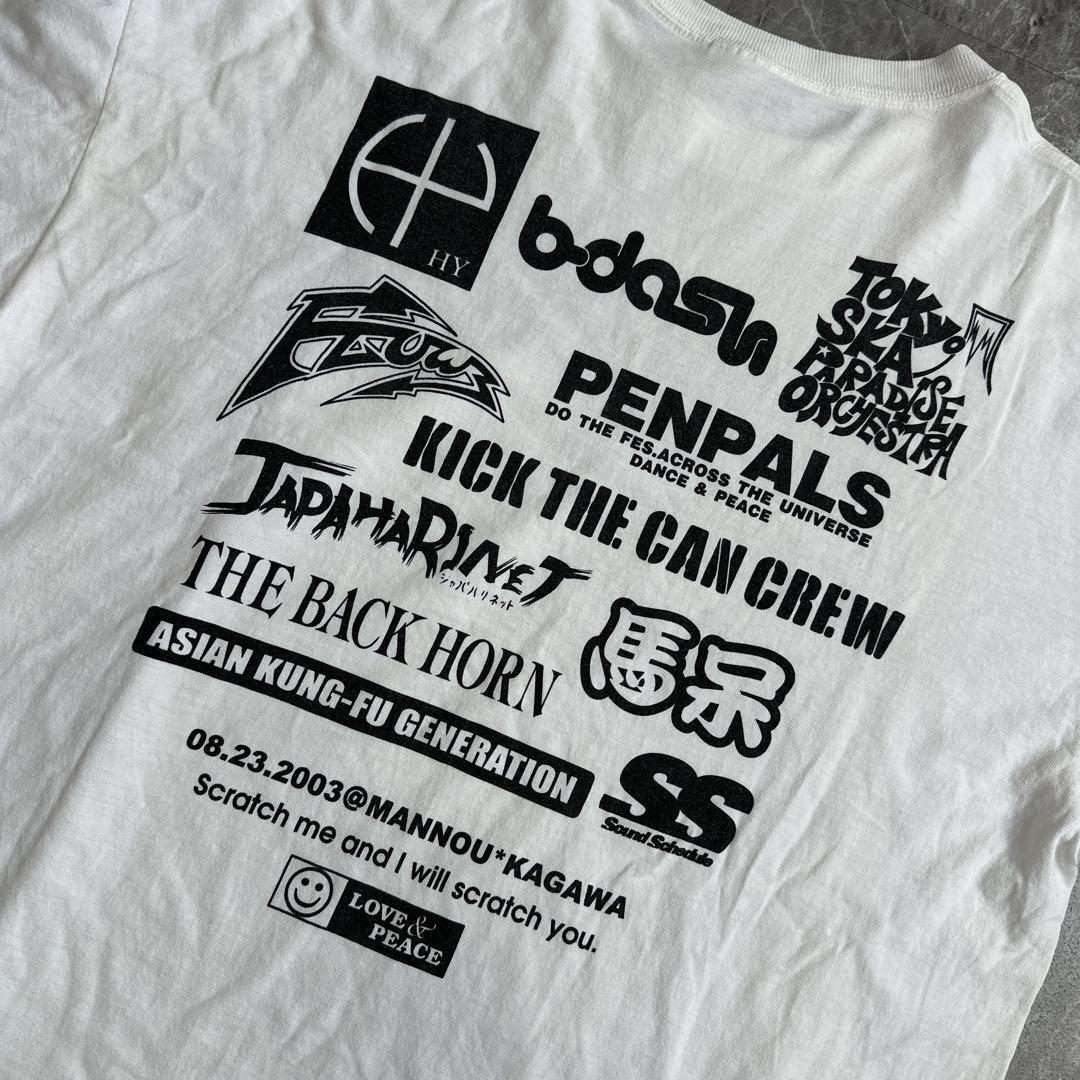 HY
b-dash
TOKYO
SKA
PARADISE
ORCHESTRA
FLOW
PENPALS
DO THE FES.ACROSS THE UNIVERSE
DANCE & PEACE
KICK THE CAN CREW
JAPAHARINET
ジャパハリネット
THE BACK HORN
馬呆
ASIAN KUNG-FU GENERATION
SS
Sound Schedule
08.23.2003@MANNOU*KAGAWA
Scratch me and I will scratch you.
LOVE &
PEACE